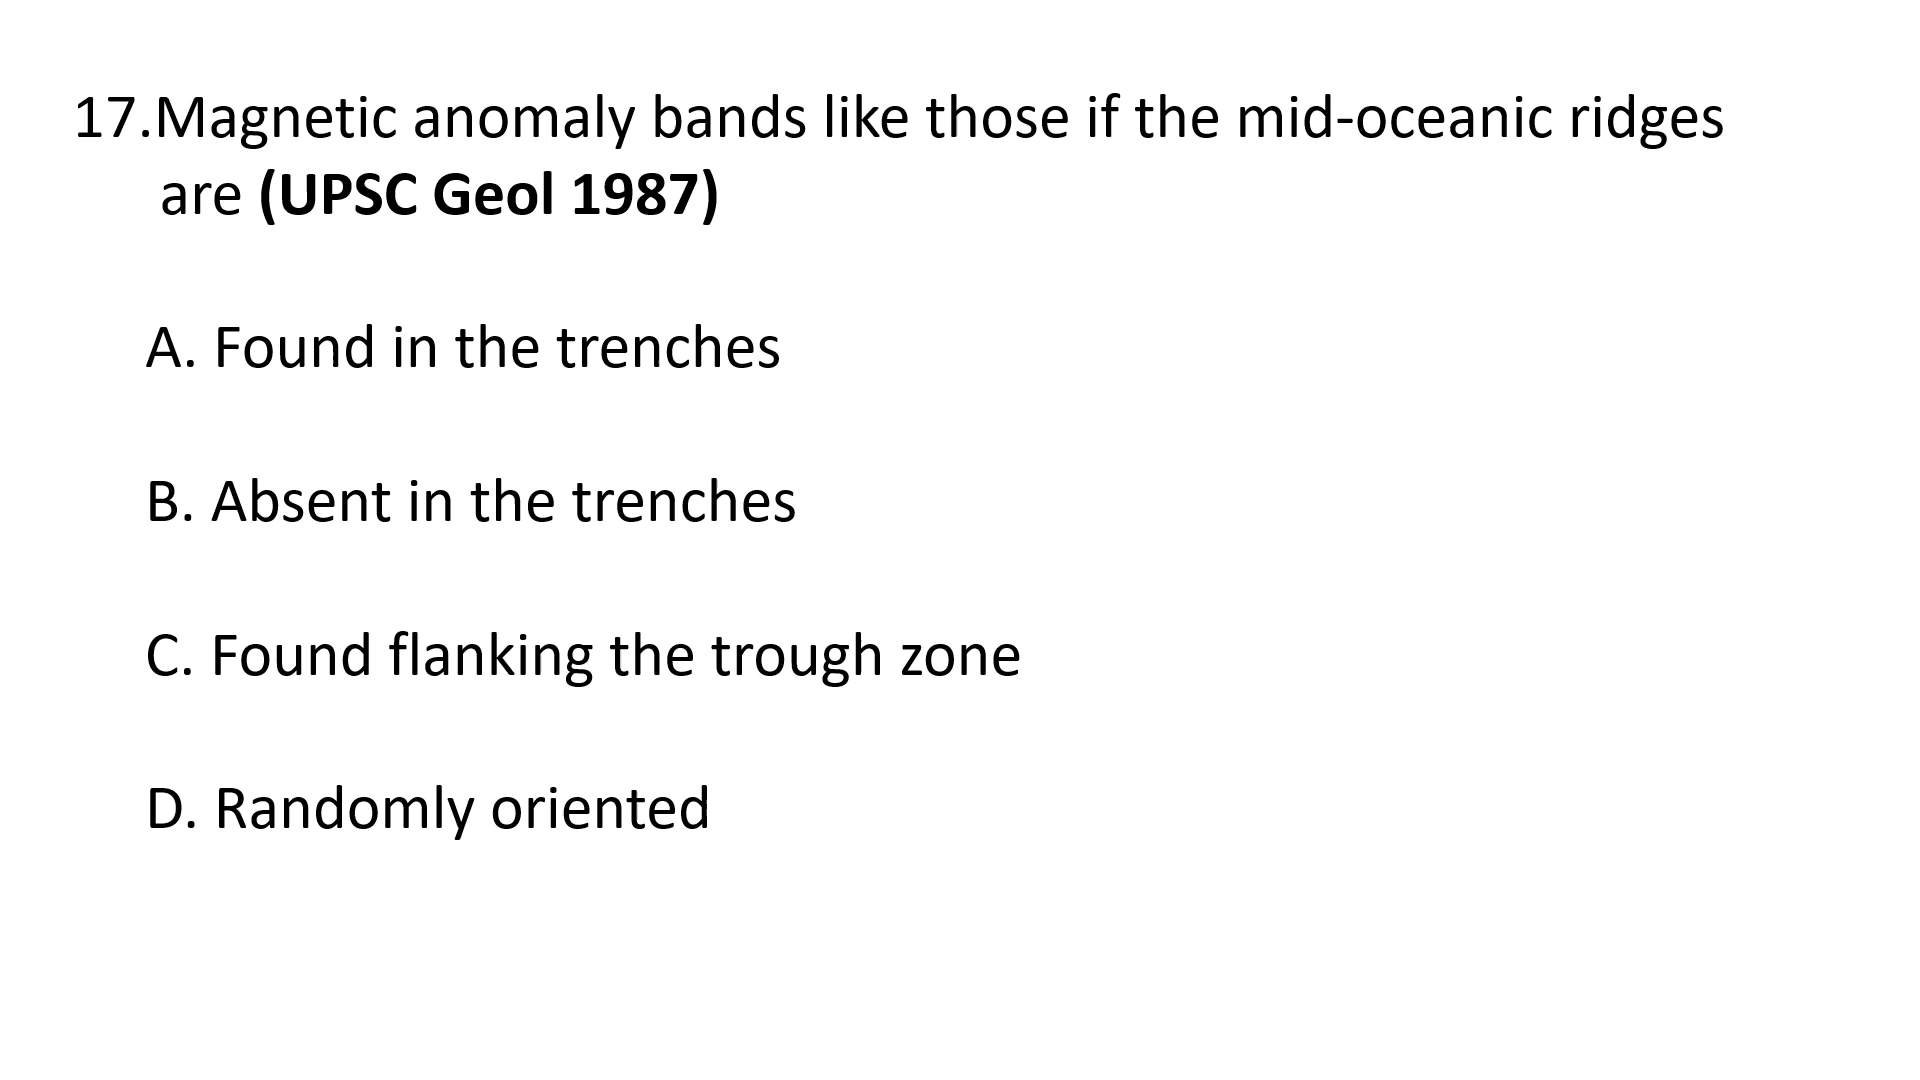 17.Magnetic anomaly bands like those if the mid-oceanic ridges
are (UPSC Geol 1987)
A. Found in the trenches
B. Absent in the trenches
C. Found flanking the trough zone
D. Randomly oriented